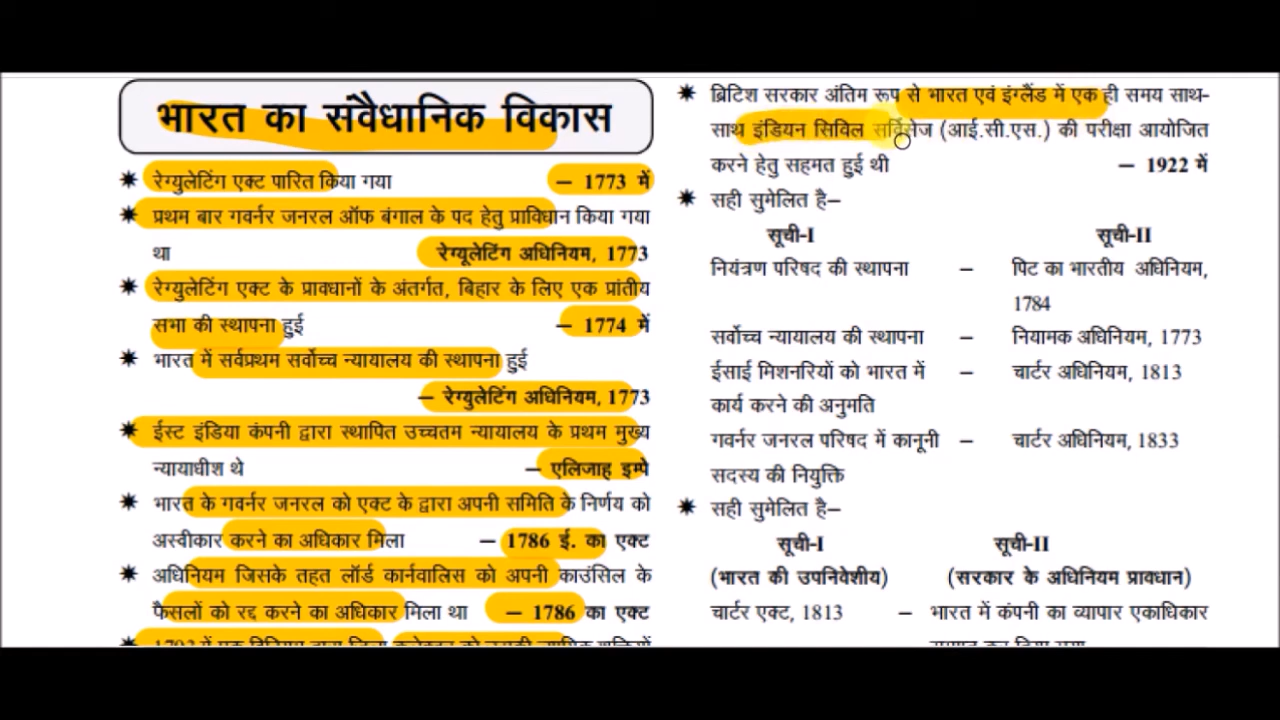 भारत का संवैधानिक विकास
✷ रेग्युलेटिंग एक्ट पारित किया गया – 1773 में
✷ प्रथम बार गवर्नर जनरल ऑफ बंगाल के पद हेतु प्राविधान किया गया
था रेग्यूलेटिंग अधिनियम, 1773
✷ रेग्युलेटिंग एक्ट के प्रावधानों के अंतर्गत, बिहार के लिए एक प्रांतीय
सभा की स्थापना हुई – 1774 में
✷ भारत में सर्वप्रथम सर्वोच्च न्यायालय की स्थापना हुई
– रेग्युलेटिंग अधिनियम, 1773
✷ ईस्ट इंडिया कंपनी द्वारा स्थापित उच्चतम न्यायालय के प्रथम मुख्य
न्यायाधीश थे – एलिजाह इम्पे
✷ भारत के गवर्नर जनरल को एक्ट के द्वारा अपनी समिति के निर्णय को
अस्वीकार करने का अधिकार मिला – 1786 ई. का एक्ट
✷ अधिनियम जिसके तहत लॉर्ड कार्नवालिस को अपनी काउंसिल के
फैसलों को रद्द करने का अधिकार मिला था – 1786 का एक्ट
✷ ब्रिटिश सरकार अंतिम रूप से भारत एवं इंग्लैंड में एक ही समय साथ-
साथ इंडियन सिविल सर्विसेज (आई.सी.एस.) की परीक्षा आयोजित
करने हेतु सहमत हुई थी – 1922 में
✷ सही सुमेलित है–
सूची-I सूची-II
नियंत्रण परिषद की स्थापना – पिट का भारतीय अधिनियम,
1784
सर्वोच्च न्यायालय की स्थापना – नियामक अधिनियम, 1773
ईसाई मिशनरियों को भारत में – चार्टर अधिनियम, 1813
कार्य करने की अनुमति
गवर्नर जनरल परिषद में कानूनी – चार्टर अधिनियम, 1833
सदस्य की नियुक्ति
✷ सही सुमेलित है–
सूची-I सूची-II
(भारत की उपनिवेशीय) (सरकार के अधिनियम प्रावधान)
चार्टर एक्ट, 1813 – भारत में कंपनी का व्यापार एकाधिकार